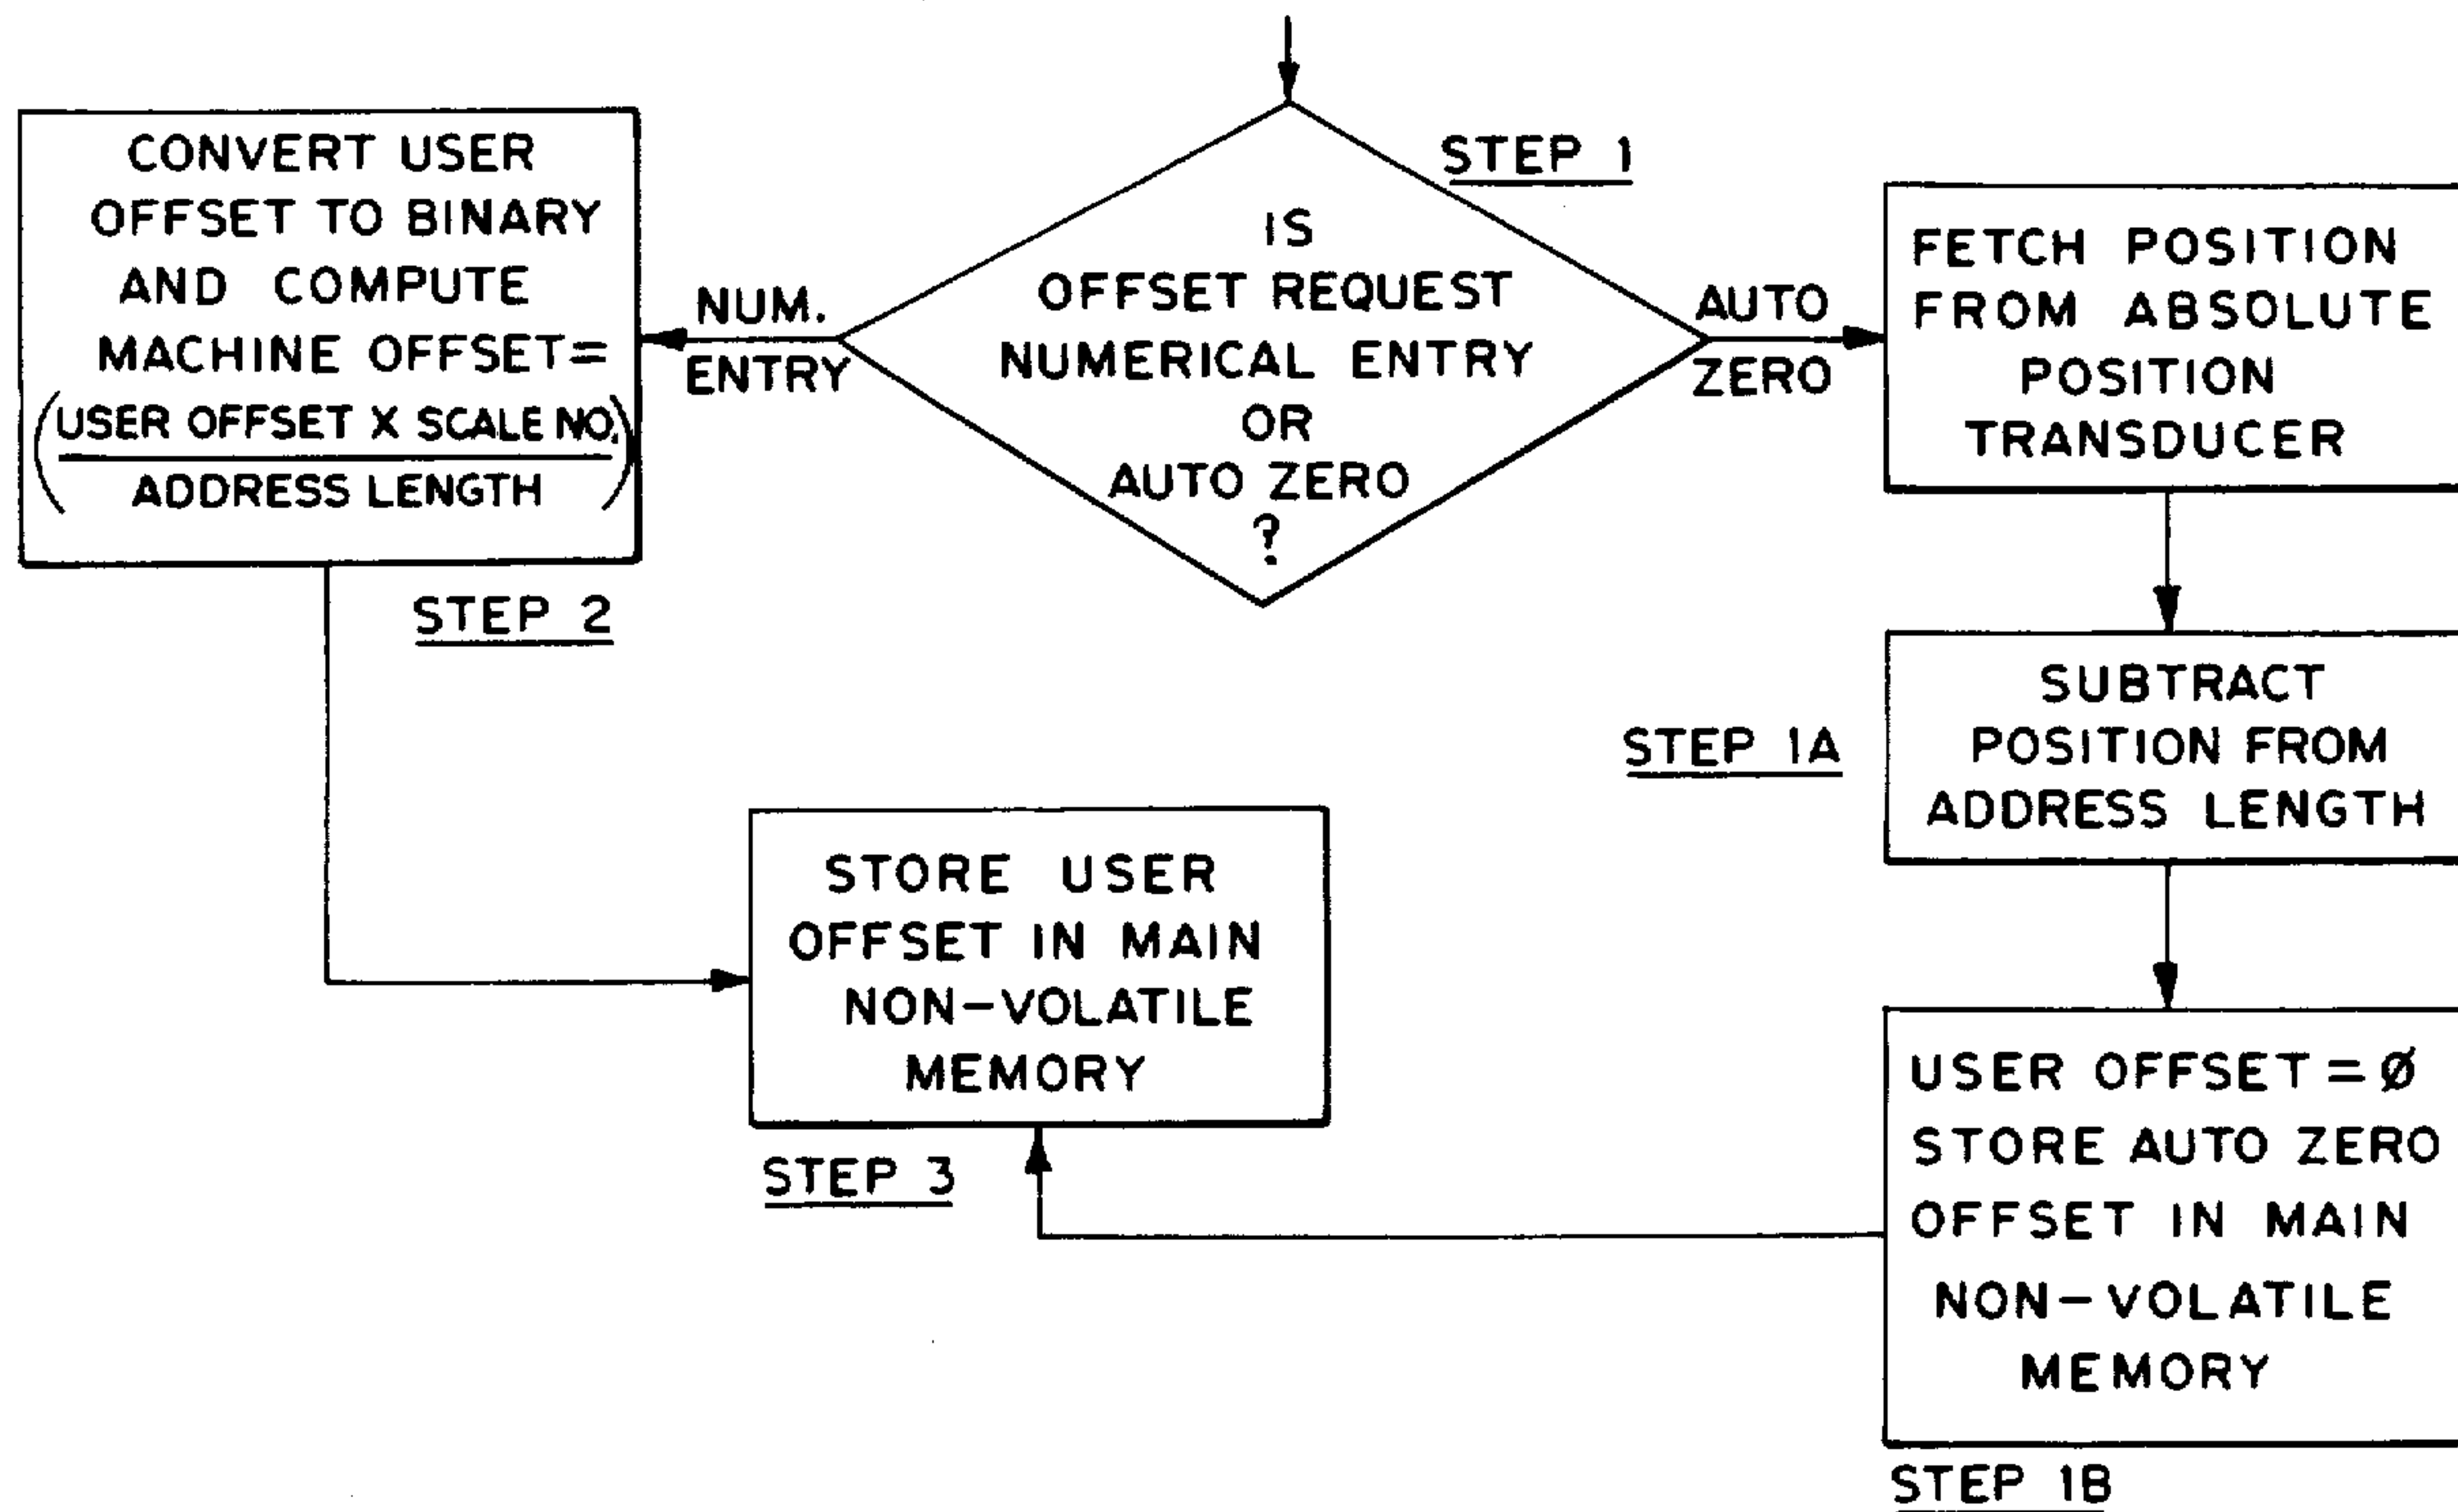 STEP 1
IS
OFFSET REQUEST
NUMERICAL ENTRY
OR
AUTO ZERO
?
NUM.
ENTRY
CONVERT USER
OFFSET TO BINARY
AND COMPUTE
MACHINE OFFSET=
(USER OFFSET X SCALE NO.
ADDRESS LENGTH)
STEP 2
AUTO
ZERO
FETCH POSITION
FROM ABSOLUTE
POSITION
TRANSDUCER
STEP 1A
SUBTRACT
POSITION FROM
ADDRESS LENGTH
USER OFFSET = Ø
STORE AUTO ZERO
OFFSET IN MAIN
NON-VOLATILE
MEMORY
STEP 1B
STORE USER
OFFSET IN MAIN
NON-VOLATILE
MEMORY
STEP 3